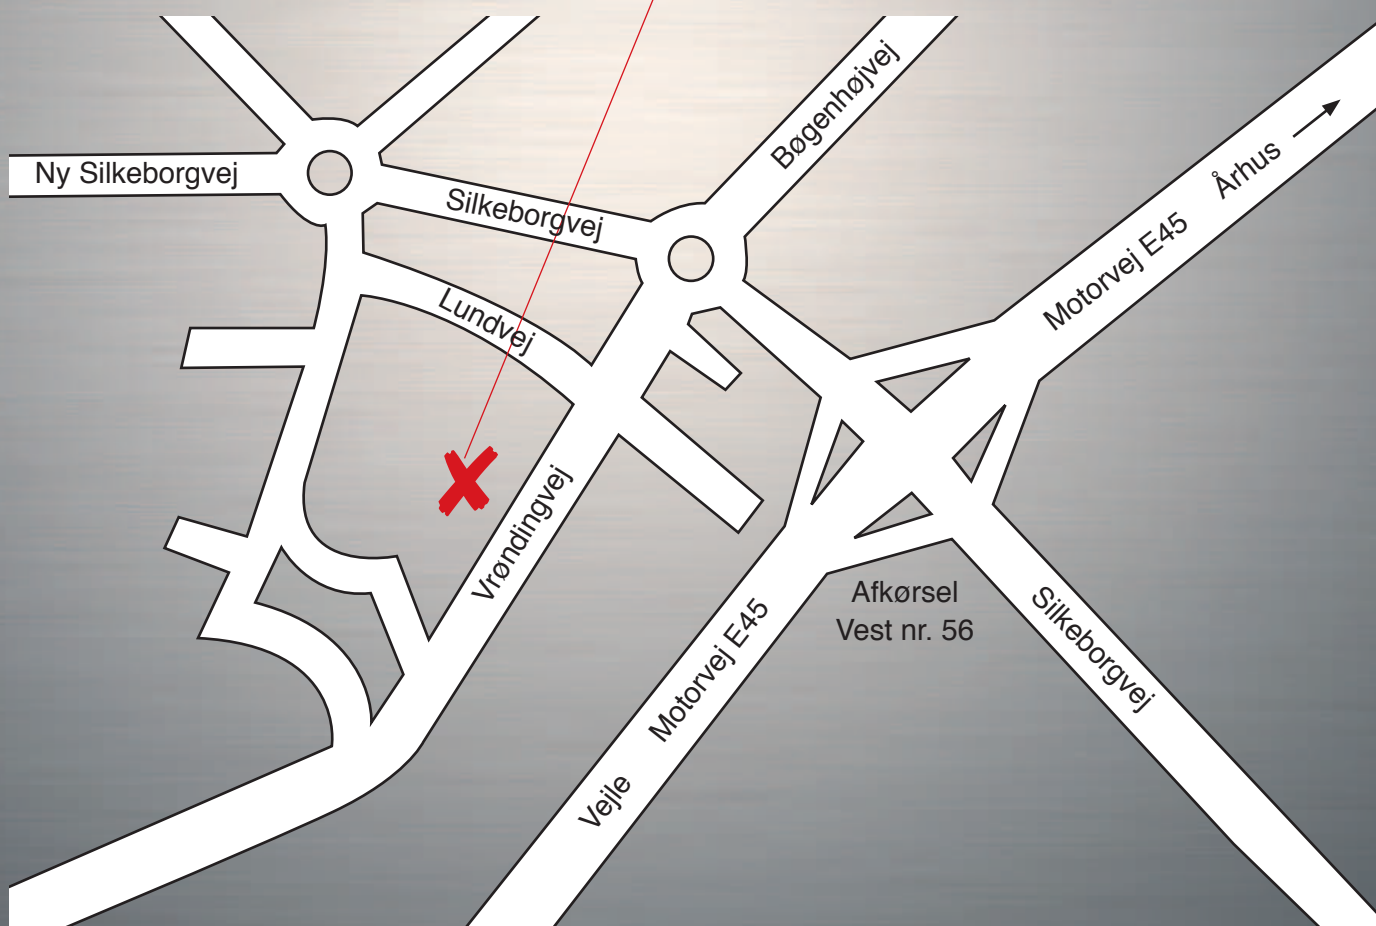 Bøgenhøjvej
Ny Silkeborgvej
Silkeborgvej
Århus
Motorvej E45
Lundvej
Vrøndingvej
Afkørsel
Vest nr. 56
Silkeborgvej
Motorvej E45
Vejle